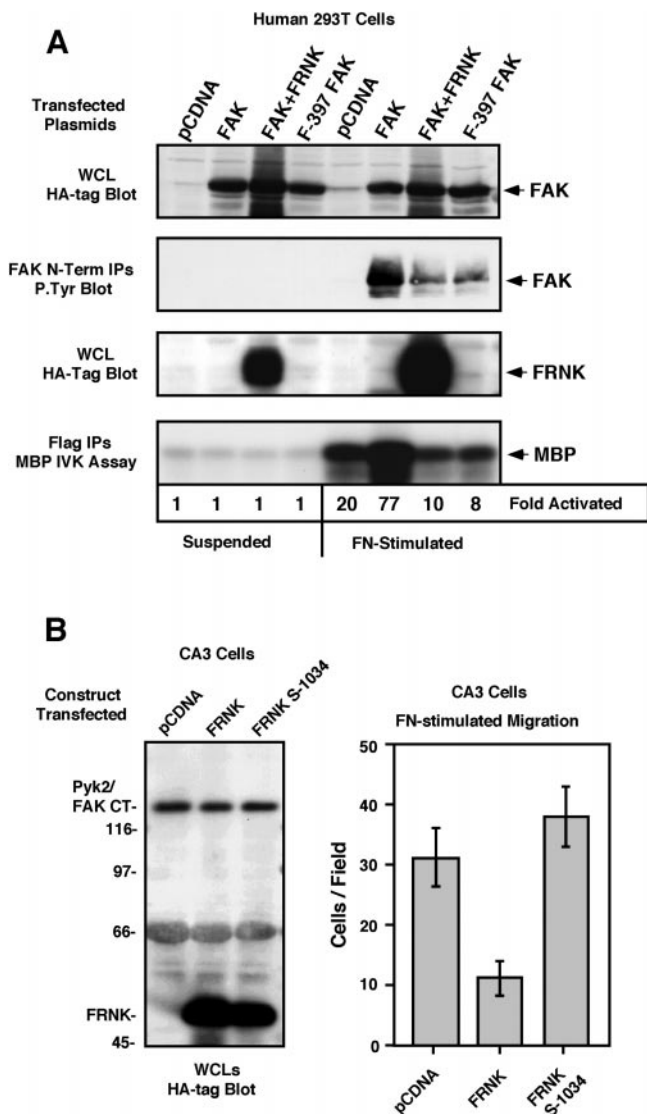 Human 293T Cells
A
Transfected
Plasmids
pCDNA
FAK
FAK+FRNK
F-397 FAK
pCDNA
FAK
FAK+FRNK
F-397 FAK
WCL
HA-tag Blot
FAK
FAK N-Term IPs
P.Tyr Blot
FAK
WCL
HA-Tag Blot
FRNK
Flag IPs
MBP IVK Assay
MBP
1 1 1 1 20 77 10 8 Fold Activated
Suspended FN-Stimulated
B
CA3 Cells
Construct
Transfected
pCDNA
FRNK
FRNK S-1034
Pyk2/
FAK CT-
116-
97-
66-
FRNK-
45-
WCLs
HA-tag Blot
CA3 Cells
FN-stimulated Migration
Cells / Field
50
40
30
20
10
0
pCDNA
FRNK
FRNK
S-1034